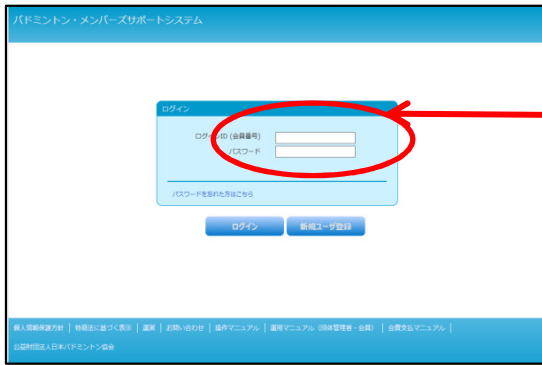 バドミントン・メンバーズサポートシステム
ログイン
ログインID (会員番号)
パスワード
パスワードを忘れた方はこちら
ログイン 新規ユーザ登録
個人情報保護方針 | 特商法に基づく表示 | 運営 | お問い合わせ | 操作マニュアル | 運用マニュアル (団体管理者・会員) | 会費支払マニュアル |
公益財団法人日本バドミントン協会